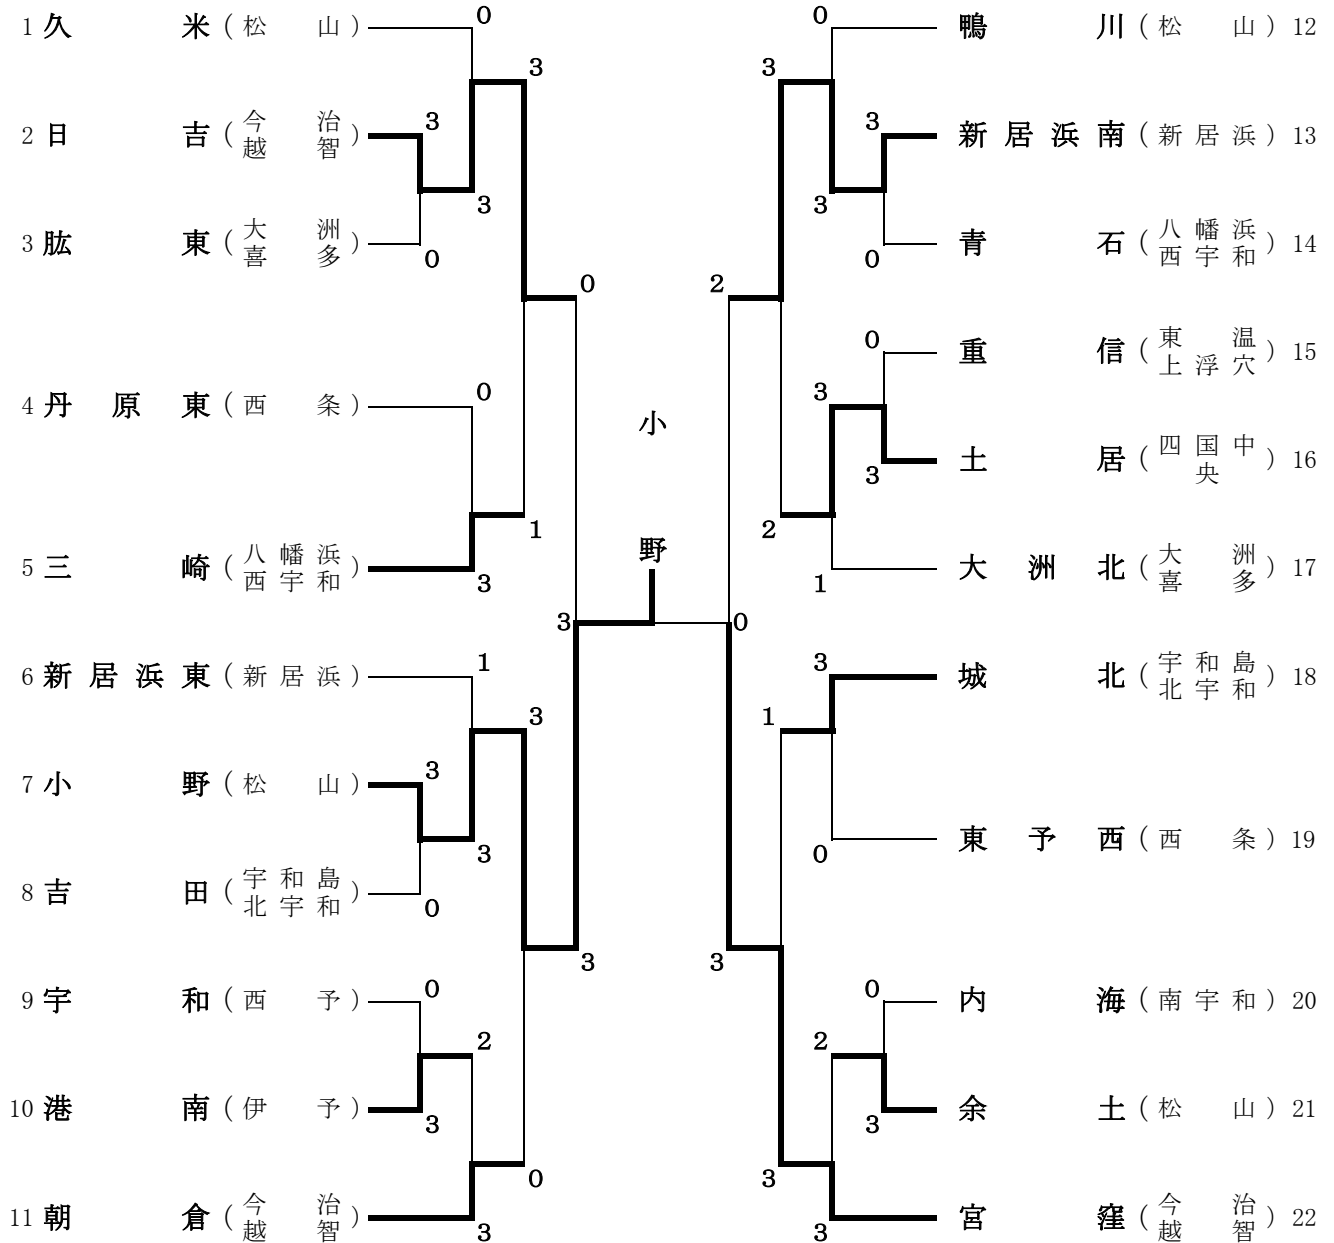 1 久米 (松山)
0
3
2 日吉 (今治越智)
3
3
3 肱東 (大洲喜多)
0
0
4 丹原東 (西条)
0
1
5 三崎 (八幡浜西宇和)
3
3
6 新居浜東 (新居浜)
1
3
7 小野 (松山)
3
3
8 吉田 (宇和島北宇和)
0
3
9 宇和 (西予)
0
2
10 港南 (伊予)
3
0
11 朝倉 (今治越智)
3
小野
0
鴨川 (松山) 12
3
3
新居浜南 (新居浜) 13
3
青石 (八幡浜西宇和) 14
0
2
0
重信 (東温上浮穴) 15
3
土居 (四国中央) 16
3
2
大洲北 (大洲喜多) 17
1
0
3
城北 (宇和島北宇和) 18
1
東予西 (西条) 19
0
3
0
内海 (南宇和) 20
2
余土 (松山) 21
3
3
宮窪 (今治越智) 22
3